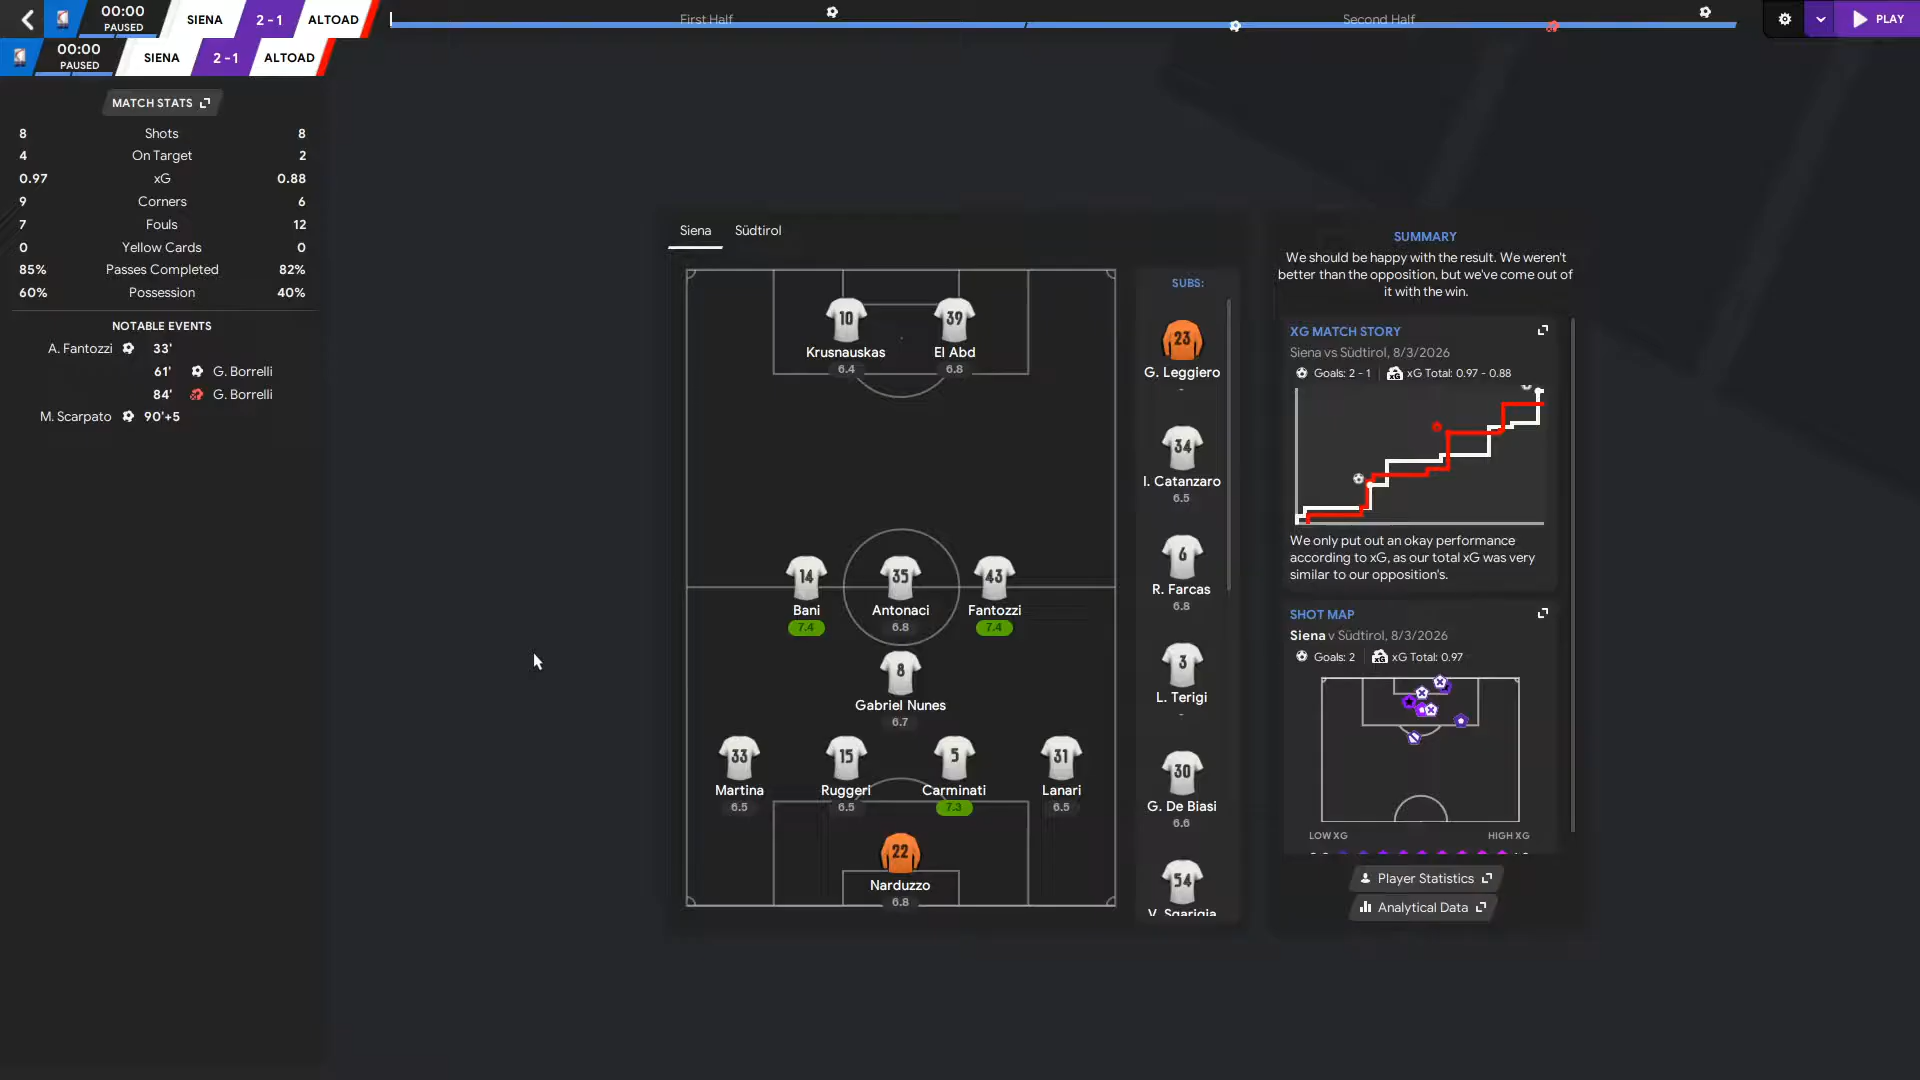 00:00
PAUSED
SIENA
2 - 1
ALTOAD
First Half
Second Half
PLAY
00:00
PAUSED
SIENA
2 - 1
ALTOAD
MATCH STATS
8 Shots 8
4 On Target 2
0.97 xG 0.88
9 Corners 6
7 Fouls 12
0 Yellow Cards 0
85% Passes Completed 82%
60% Possession 40%
NOTABLE EVENTS
A. Fantozzi 33'
61' G. Borrelli
84' G. Borrelli
M. Scarpato 90'+5
Siena Südtirol
10 39
Krusnauskas El Abd
6.4 6.8
14 35 43
Bani Antonaci Fantozzi
7.4 6.8 7.4
8
Gabriel Nunes
6.7
33 15 5 31
Martina Ruggeri Carminati Lanari
6.5 6.5 7.3 6.5
22
Narduzzo
6.8
SUBS:
23
G. Leggiero
-
34
I. Catanzaro
6.5
6
R. Farcas
6.8
3
L. Terigi
-
30
G. De Biasi
6.6
54
V. Sgarigia
SUMMARY
We should be happy with the result. We weren't
better than the opposition, but we've come out of
it with the win.
XG MATCH STORY
Siena vs Südtirol, 8/3/2026
Goals: 2 - 1 xG Total: 0.97 - 0.88
We only put out an okay performance
according to xG, as our total xG was very
similar to our opposition's.
SHOT MAP
Siena v Südtirol, 8/3/2026
Goals: 2 xG Total: 0.97
LOW XG HIGH XG
Player Statistics
Analytical Data